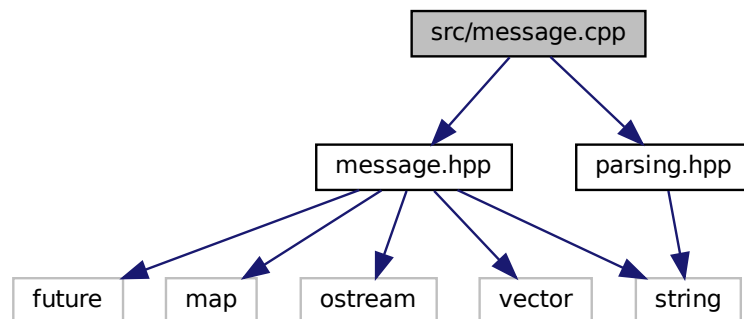 src/message.cpp
message.hpp
parsing.hpp
future
map
ostream
vector
string